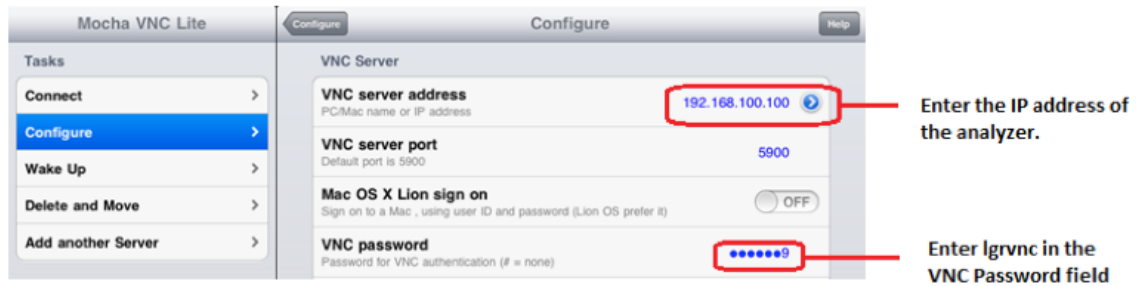 Mocha VNC Lite
Configure
Configure
Help
Tasks
Connect
Configure
Wake Up
Delete and Move
Add another Server
VNC Server
VNC server address
PC/Mac name or IP address
192.168.100.100
VNC server port
Default port is 5900
5900
Mac OS X Lion sign on
Sign on to a Mac , using user ID and password (Lion OS prefer it)
OFF
VNC password
Password for VNC authentication (# = none)
●●●●●●9
Enter the IP address of
the analyzer.
Enter lgrvnc in the
VNC Password field